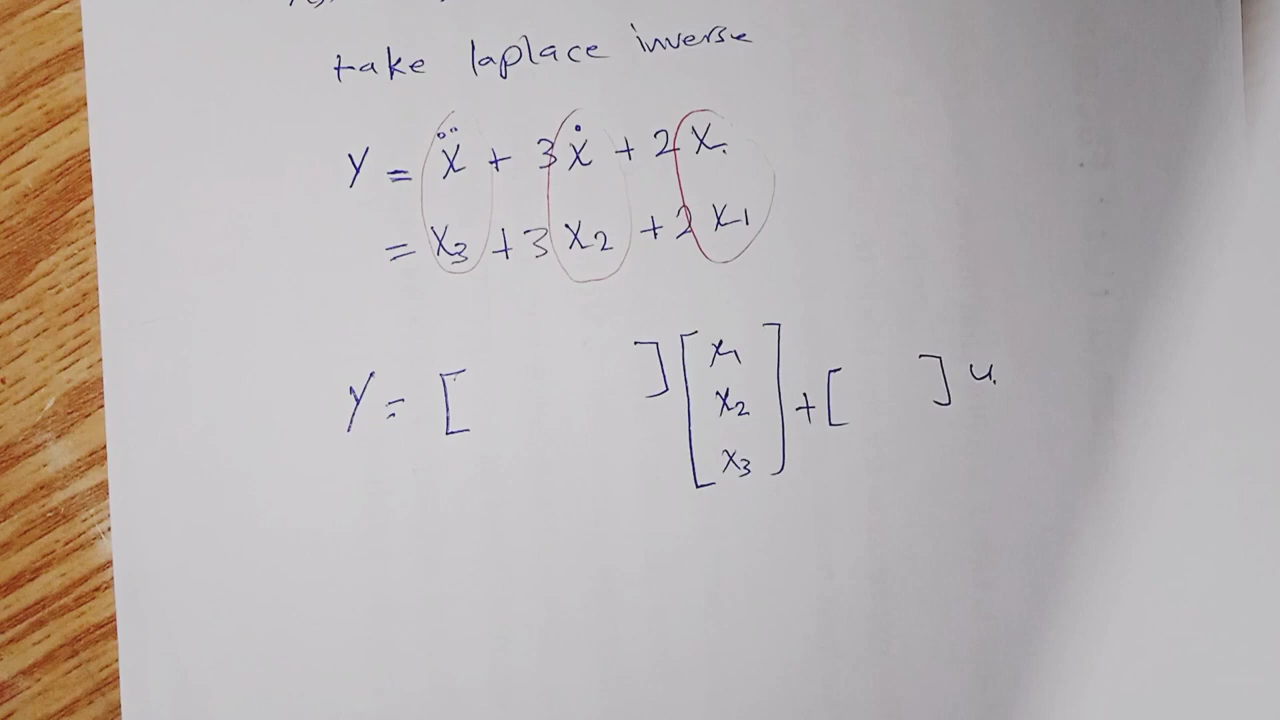 take laplace inverse
Y = ẍ + 3ẋ + 2x.
= x₃ + 3x₂ + 2x₁
Y = [ ] [ x₁ x₂ x₃ ] + [ ] u.